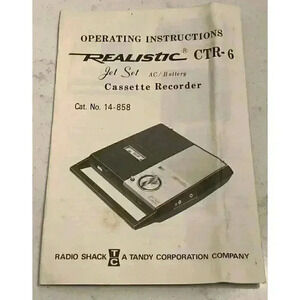 OPERATING INSTRUCTIONS
REALISTIC® CTR-6
Jet Set AC/Battery
Cassette Recorder
Cat. No. 14-858
RADIO SHACK TC A TANDY CORPORATION COMPANY